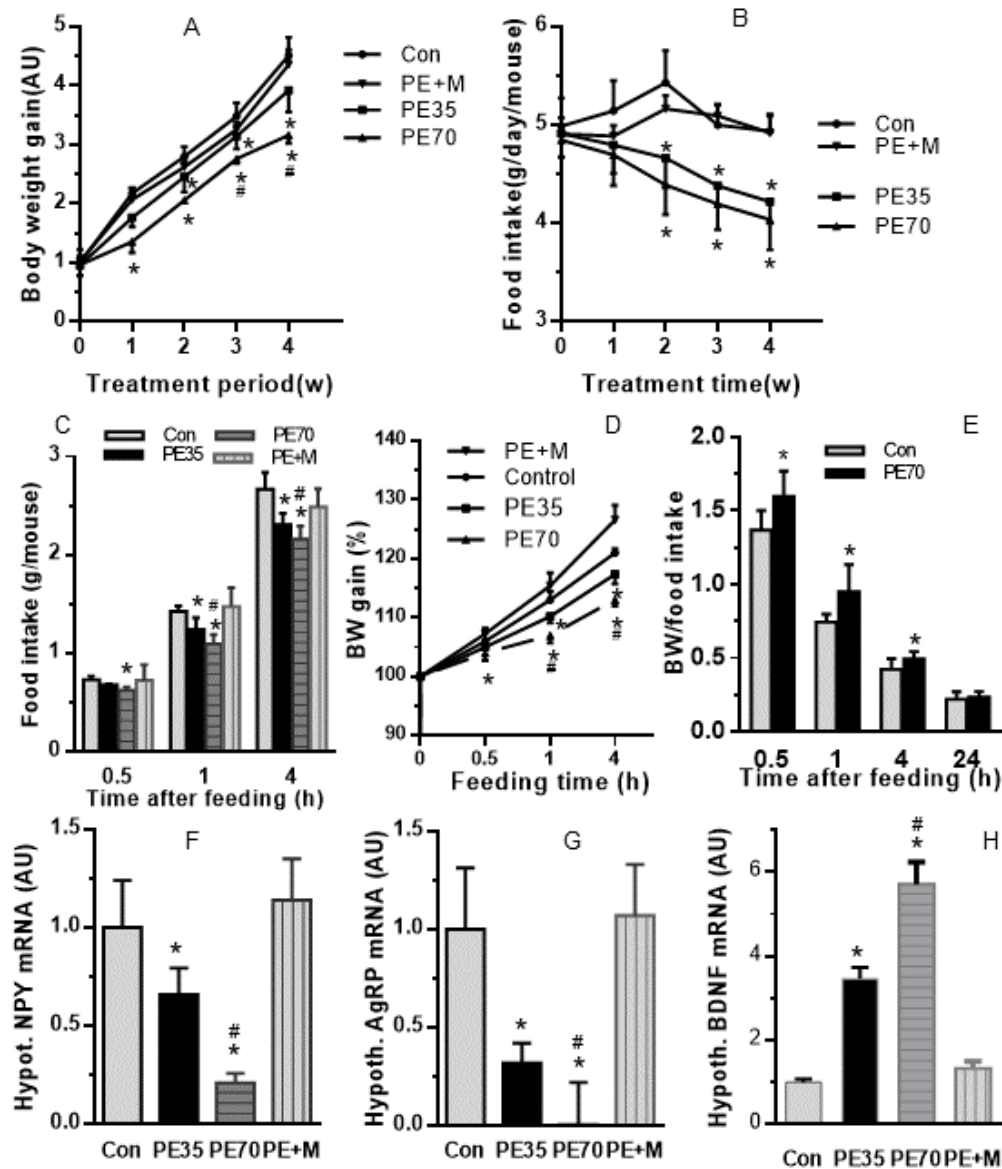 A
Body weight gain(AU)
5
4
3
2
1
0
Con
PE+M
PE35
PE70
* * * * * * *
# #
0 1 2 3 4
Treatment period(w)
B
Food intake(g/day/mouse)
6
5
4
3
Con
PE+M
PE35
PE70
* * *
* * *
0 1 2 3 4
Treatment time(w)
C
Con PE70
PE35 PE+M
Food intake (g/mouse)
3
2
1
0
* * # * * # *
0.5 1 4
Time after feeding (h)
D
BW gain (%)
140
130
120
110
100
90
PE+M
Control
PE35
PE70
* * * # * * #
0 0.5 1 4
Feeding time (h)
E
BW/food intake
2.0
1.5
1.0
0.5
0.0
Con
PE70
* * *
0.5 1 4 24
Time after feeding (h)
F
Hypot. NPY mRNA (AU)
1.5
1.0
0.5
0.0
* # *
Con PE35 PE70 PE+M
G
Hypoth. AgRP mRNA (AU)
1.5
1.0
0.5
0.0
* # *
Con PE35 PE70 PE+M
H
Hypoth. BDNF mRNA (AU)
6
4
2
0
* # *
Con PE35 PE70 PE+M